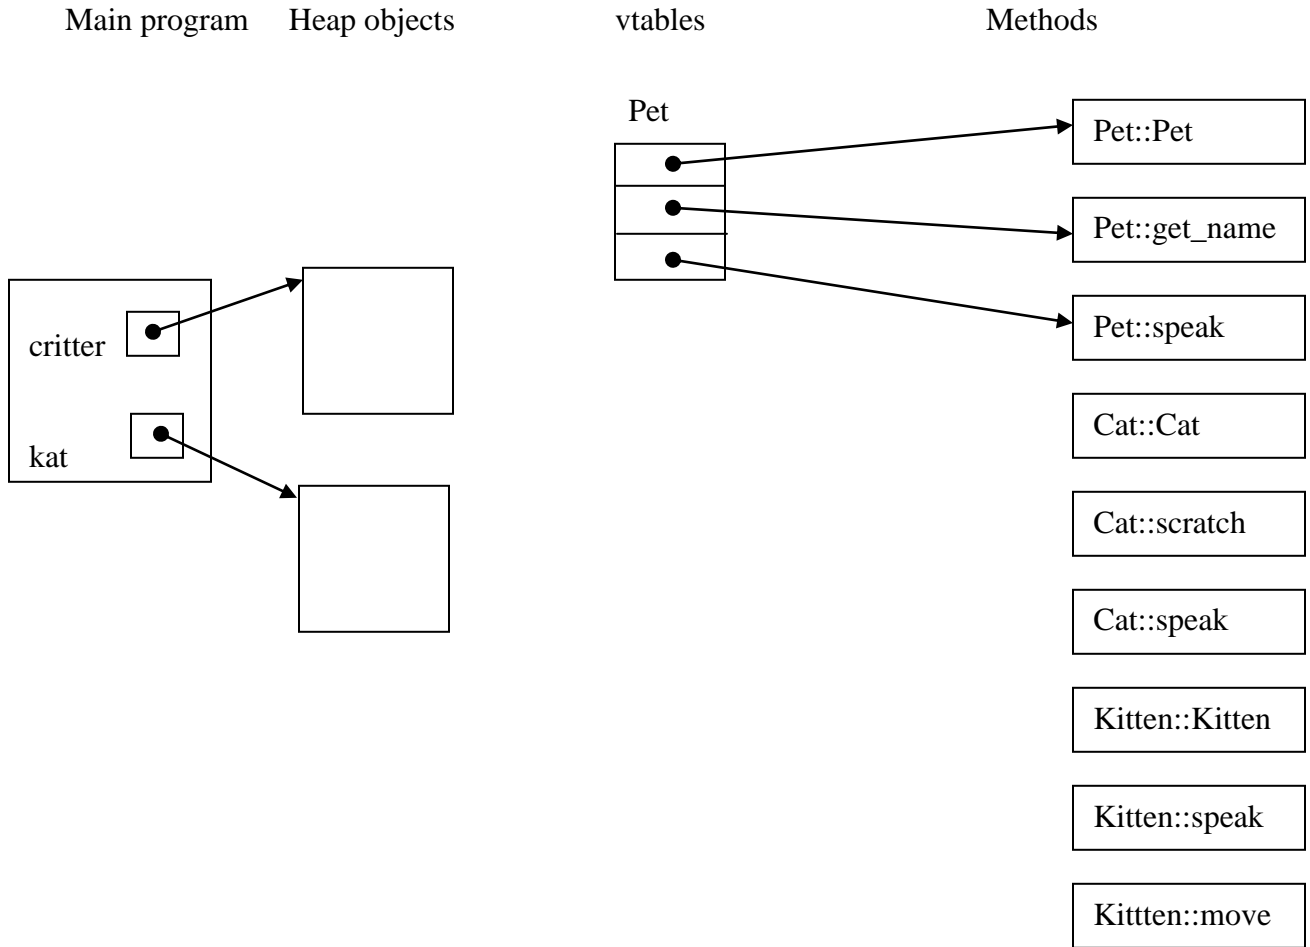 Main program Heap objects vtables Methods
Pet
Pet::Pet
Pet::get_name
Pet::speak
critter
kat
Cat::Cat
Cat::scratch
Cat::speak
Kitten::Kitten
Kitten::speak
Kittten::move